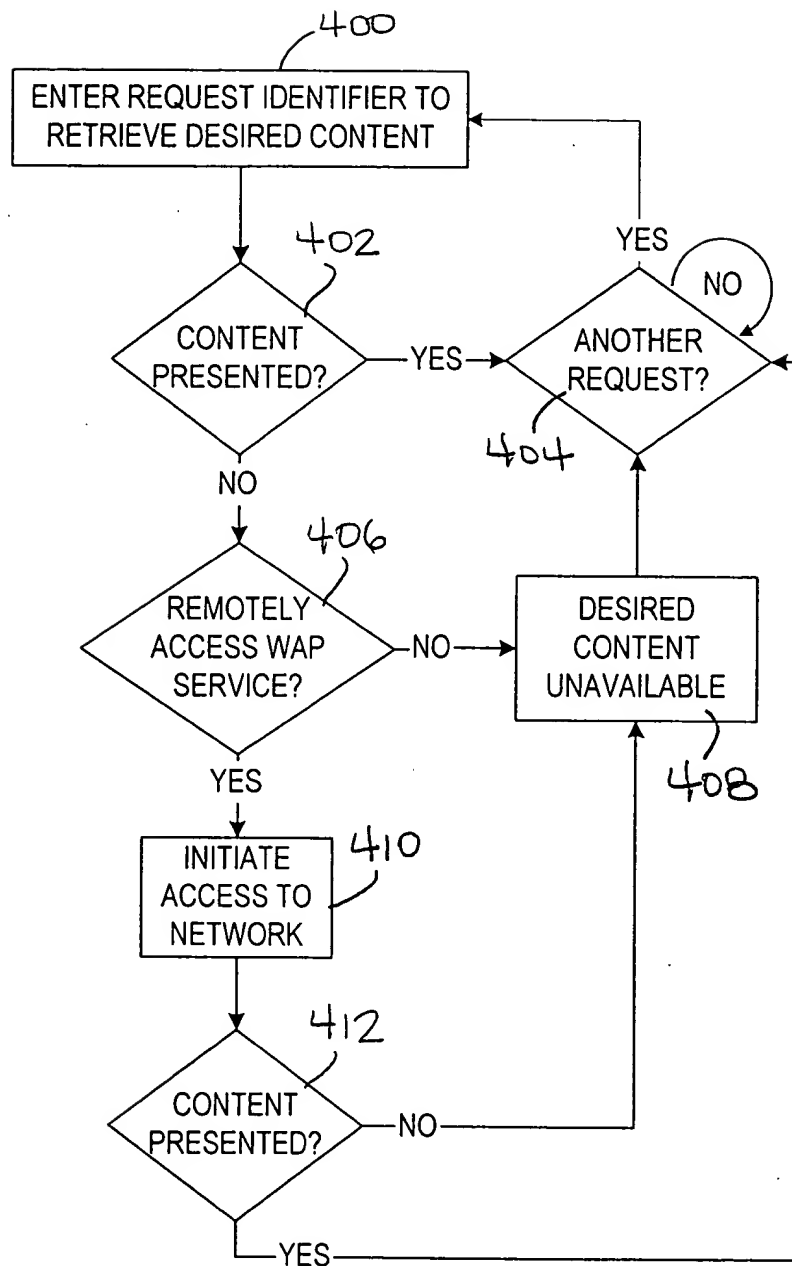 400
ENTER REQUEST IDENTIFIER TO
RETRIEVE DESIRED CONTENT
402
CONTENT
PRESENTED?
YES
NO
YES
NO
ANOTHER
REQUEST?
404
406
REMOTELY
ACCESS WAP
SERVICE?
NO
YES
DESIRED
CONTENT
UNAVAILABLE
408
410
INITIATE
ACCESS TO
NETWORK
412
CONTENT
PRESENTED?
NO
YES